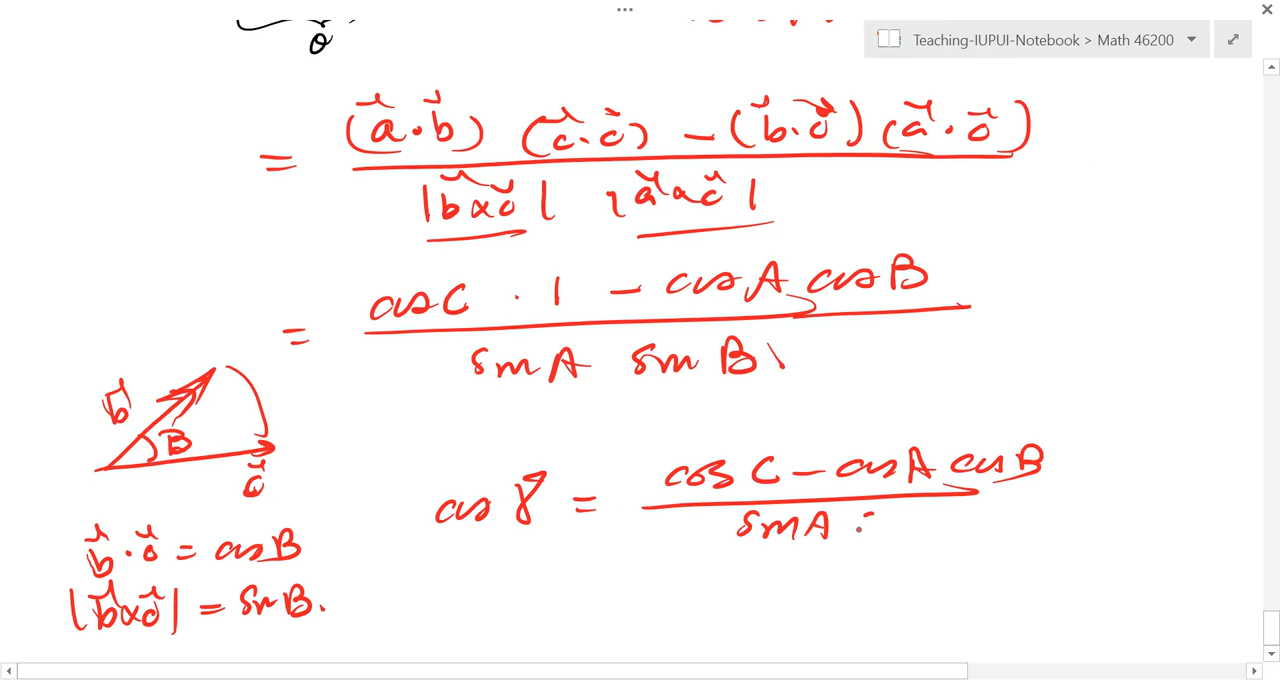 Teaching-IUPUI-Notebook > Math 46200
θ
= (a⃗·b⃗) (c⃗·c⃗) − (b⃗·c⃗) (a⃗·c⃗)
|b⃗×c⃗| |a⃗×c⃗|
= cos C · 1 − cos A cos B
sin A sin B
b⃗
B
c⃗
cos γ = cos C − cos A cos B
sin A
b⃗·c⃗ = cos B
|b⃗×c⃗| = sin B.